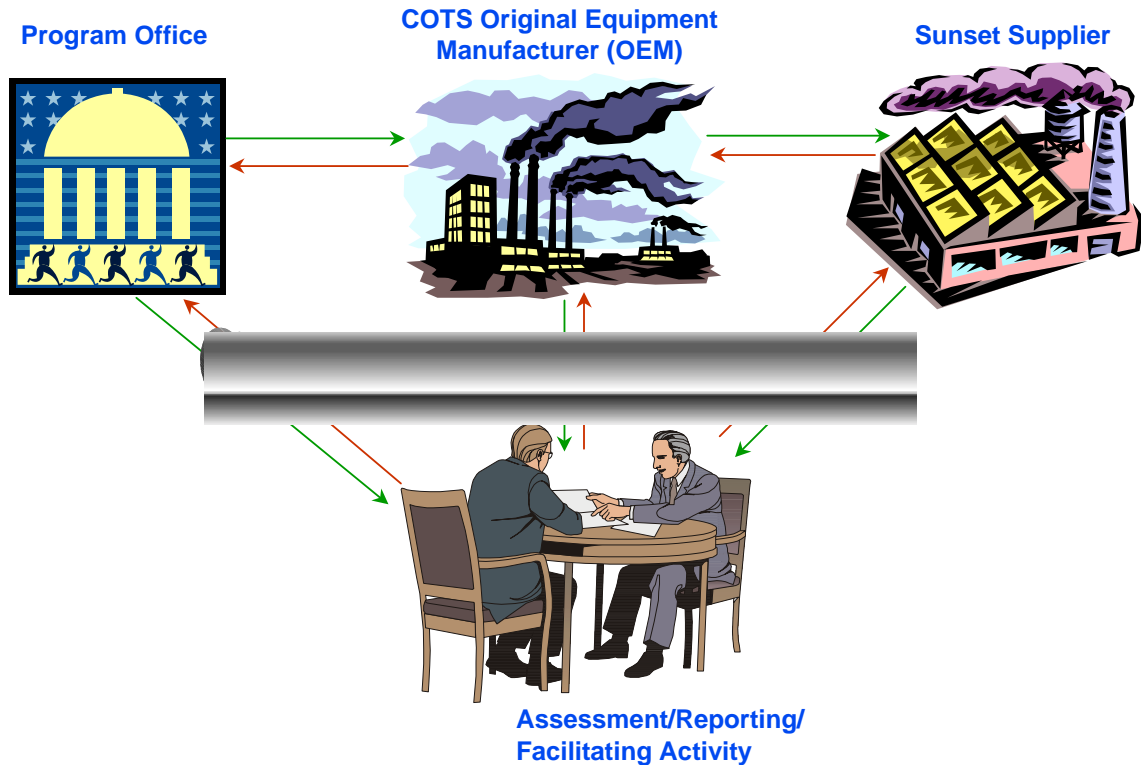 Program Office
COTS Original Equipment
Manufacturer (OEM)
Sunset Supplier
Assessment/Reporting/
Facilitating Activity